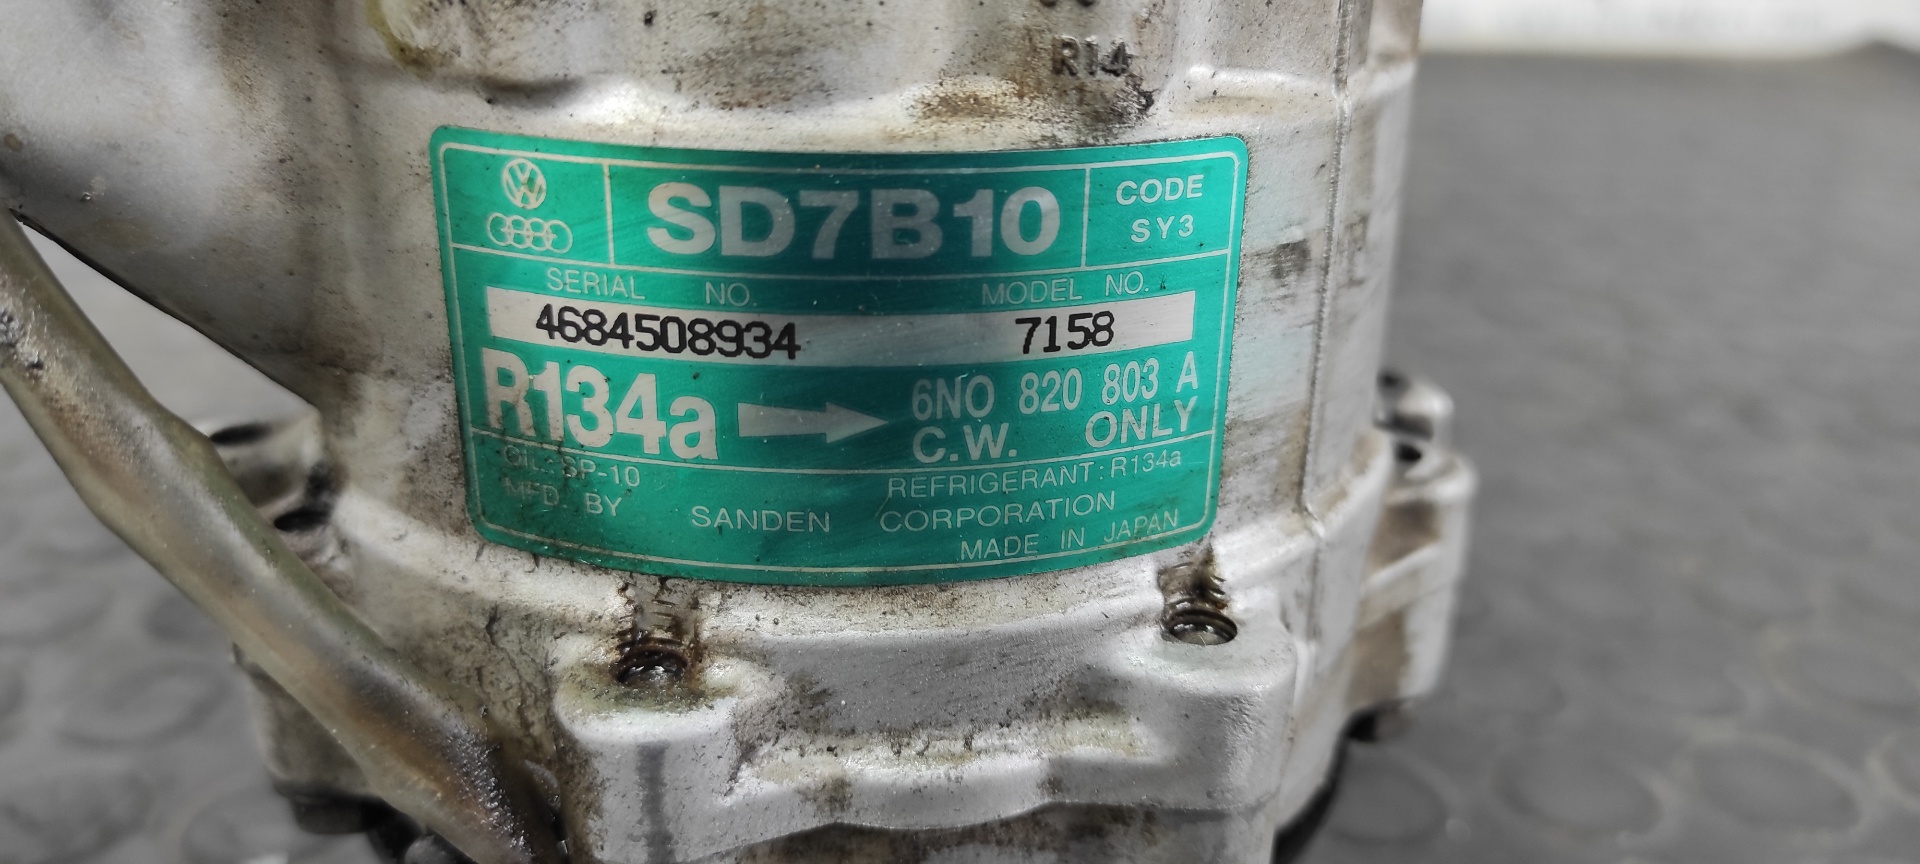 R14
SD7B10
CODE
SY3
SERIAL NO.
MODEL NO.
4684508934
7158
R134a
6NO 820 803 A
C.W. ONLY
OIL: SP-10
REFRIGERANT: R134a
MFD. BY SANDEN CORPORATION
MADE IN JAPAN